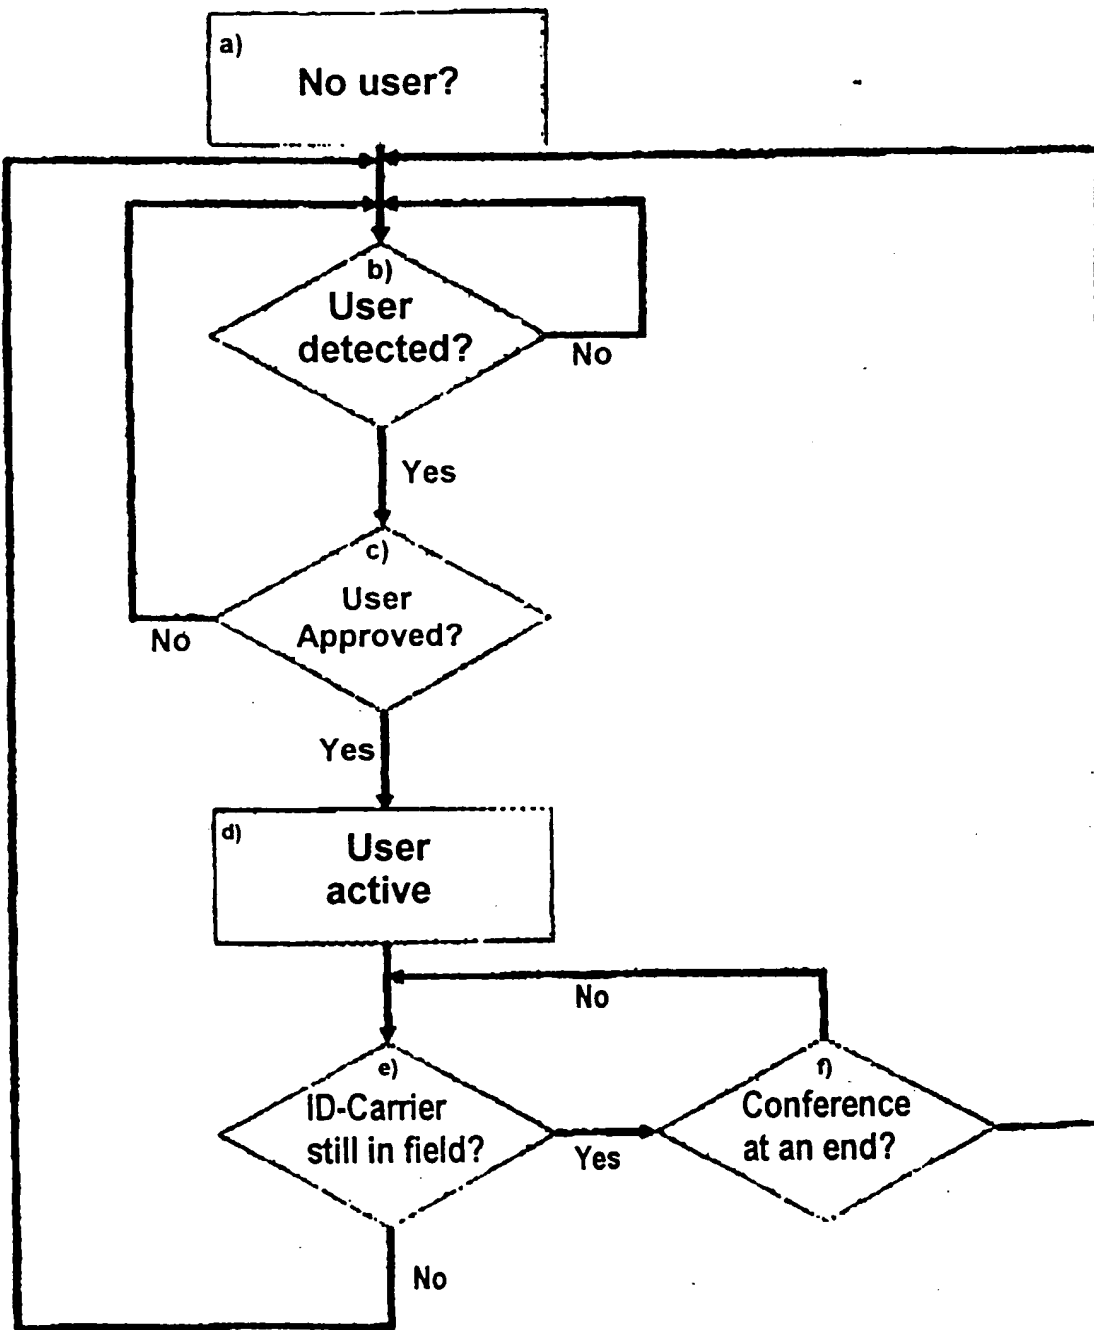 a)
No user?
b)
User
detected?
No
Yes
c)
User
Approved?
No
Yes
d)
User
active
No
e)
ID-Carrier
still in field?
Yes
f)
Conference
at an end?
No